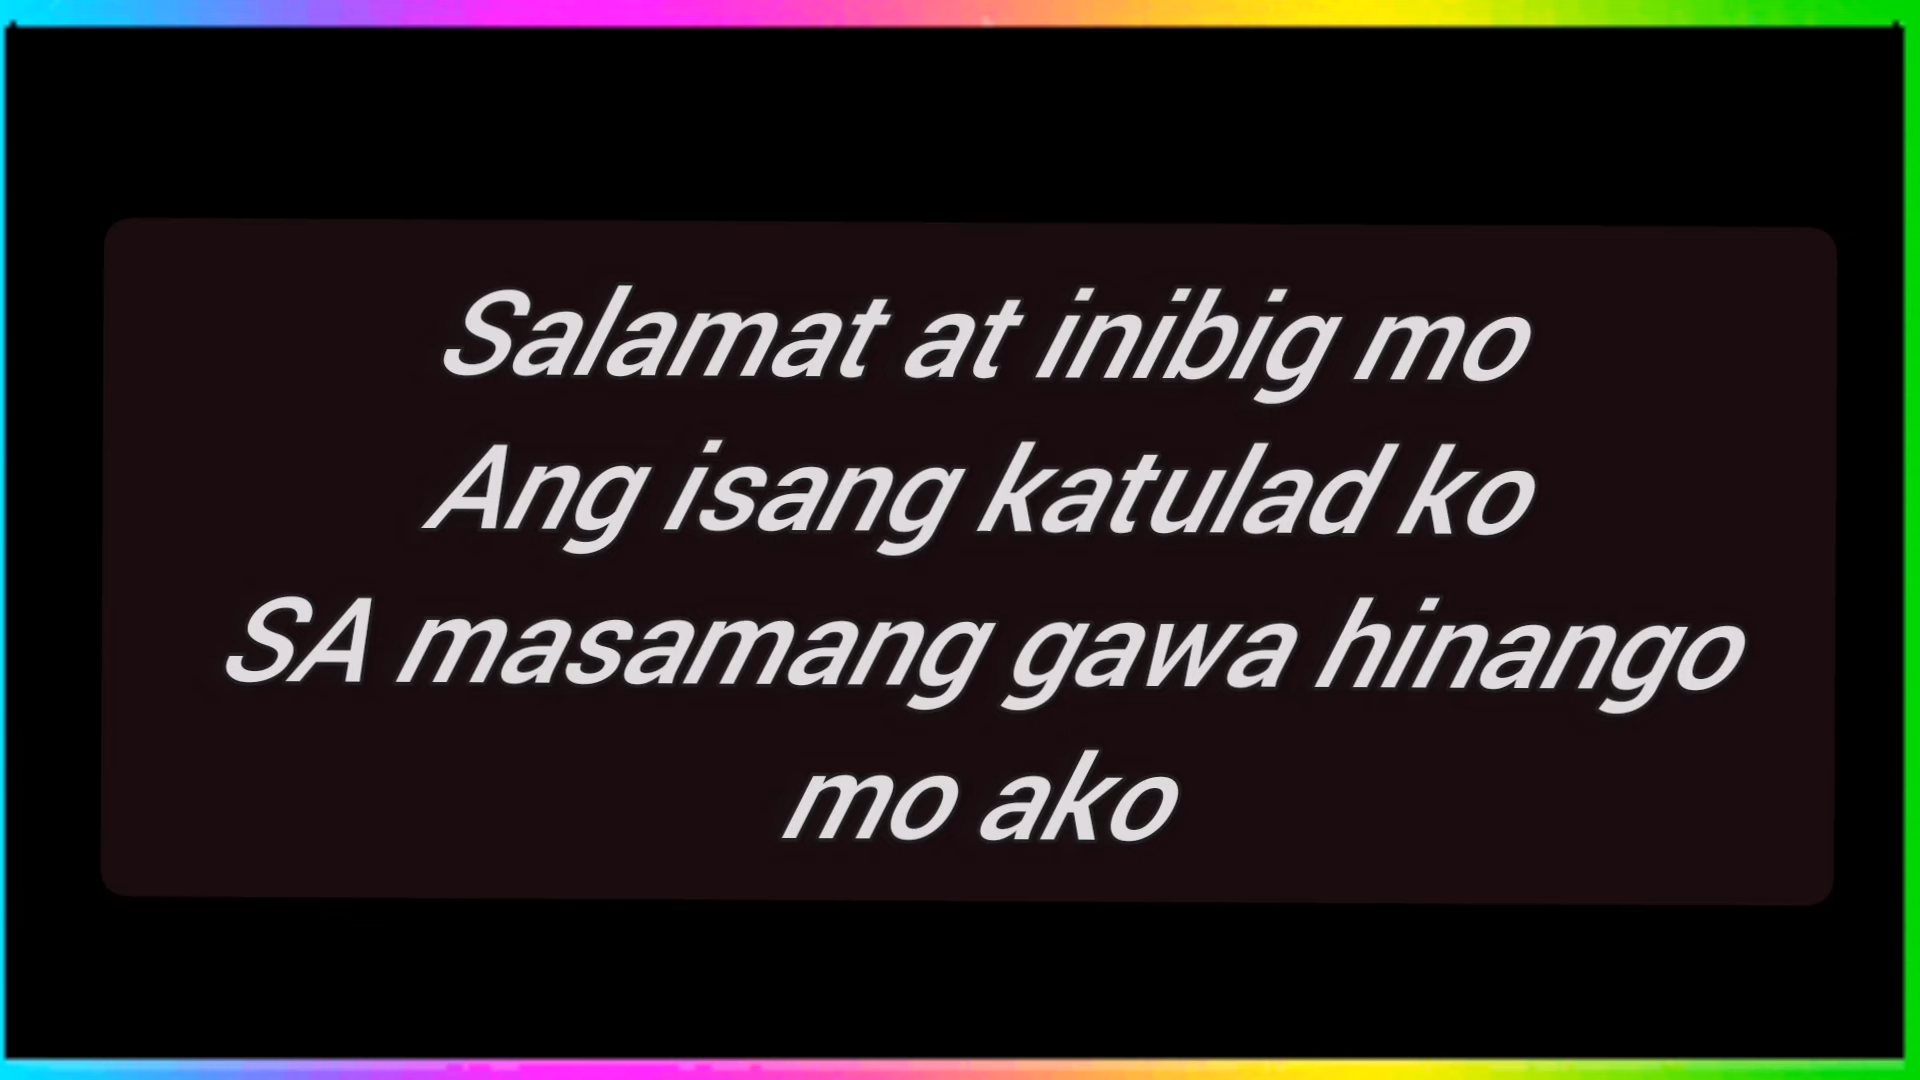 Salamat at inibig mo
Ang isang katulad ko
SA masamang gawa hinango
mo ako